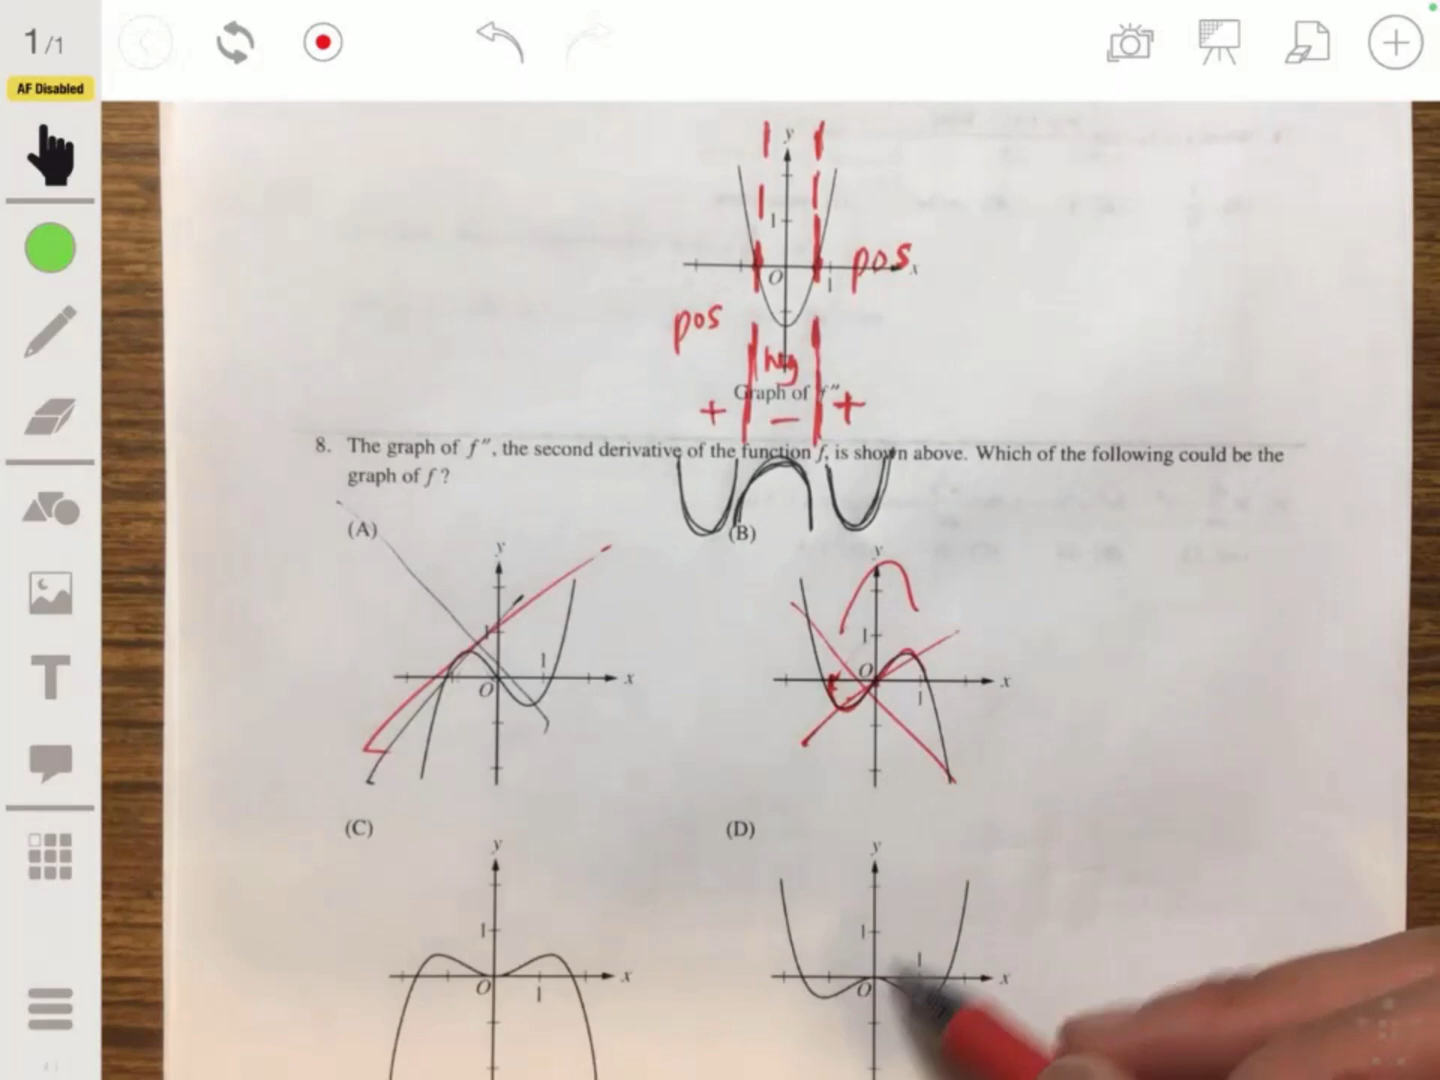 1/1
AF Disabled
y
1
O
1
x
pos
pos
neg
Graph of f″
+ − +
8. The graph of f″, the second derivative of the function f, is shown above. Which of the following could be the
graph of f ?
(A)
y
1
1
O
x
(B)
y
1
O
1
x
(C)
y
1
O
1
x
(D)
y
1
1
O
x
T